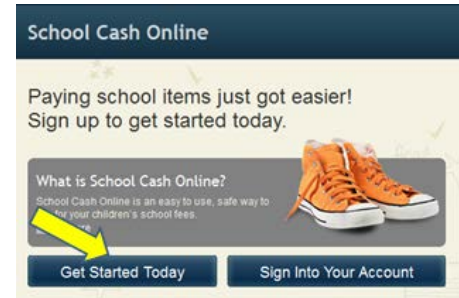 School Cash Online
Paying school items just got easier!
Sign up to get started today.
What is School Cash Online?
School Cash Online is an easy to use, safe way to
for your children's school fees.
Get Started Today
Sign Into Your Account